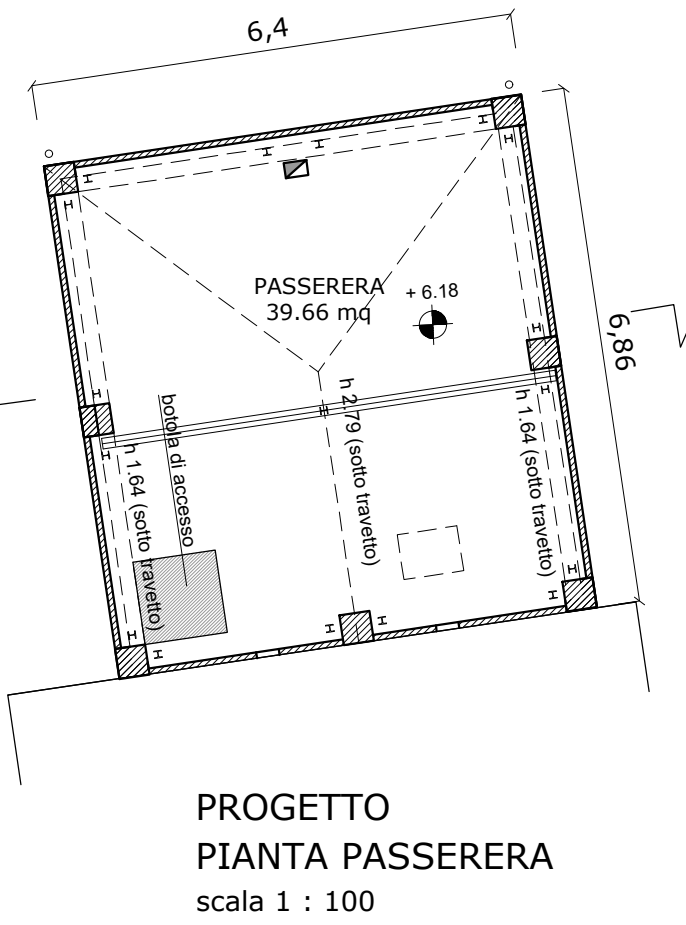 6,4
PASSERERA
39.66 mq
+ 6.18
6,86
botola di accesso
h 2.79 (sotto travetto)
h 1.64 (sotto travetto)
h 1.64 (sotto travetto)
PROGETTO
PIANTA PASSERERA
scala 1 : 100